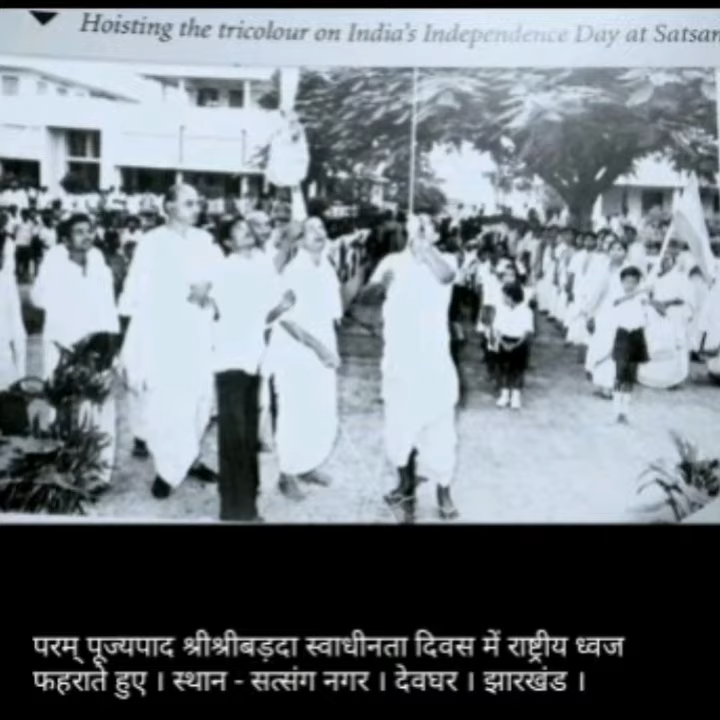 Hoisting the tricolour on India's Independence Day at Satsan
परम् पूज्यपाद श्रीश्रीबड़दा स्वाधीनता दिवस में राष्ट्रीय ध्वज
फहराते हुए । स्थान - सत्संग नगर । देवघर । झारखंड ।